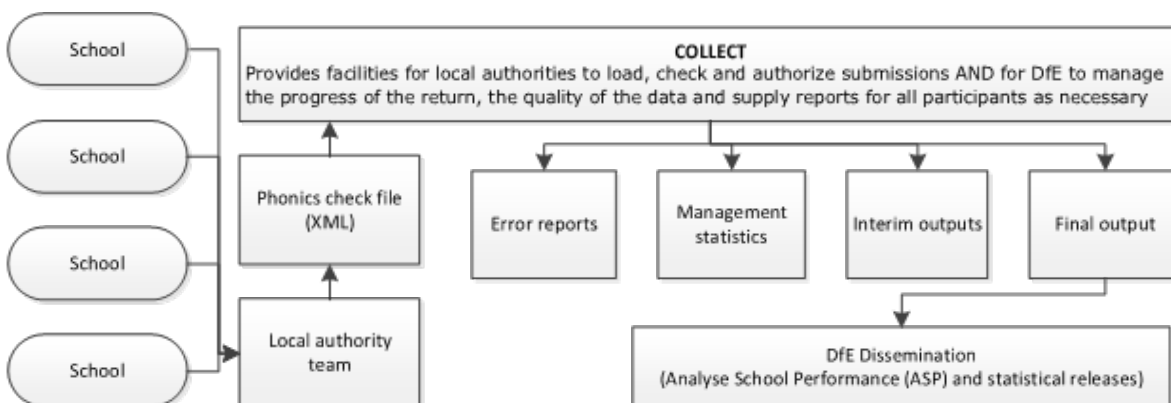 School
School
School
School
COLLECT
Provides facilities for local authorities to load, check and authorize submissions AND for DfE to manage
the progress of the return, the quality of the data and supply reports for all participants as necessary
Phonics check file
(XML)
Local authority
team
Error reports
Management
statistics
Interim outputs
Final output
DfE Dissemination
(Analyse School Performance (ASP) and statistical releases)